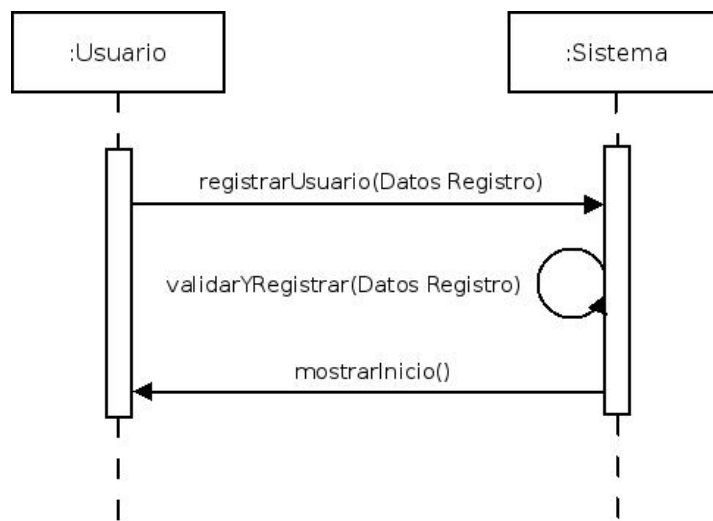 :Usuario
:Sistema
registrarUsuario(Datos Registro)
validarYRegistrar(Datos Registro)
mostrarInicio()